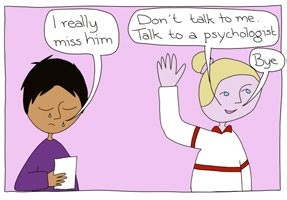 I really
miss him
Don't talk to me.
Talk to a psychologist
Bye